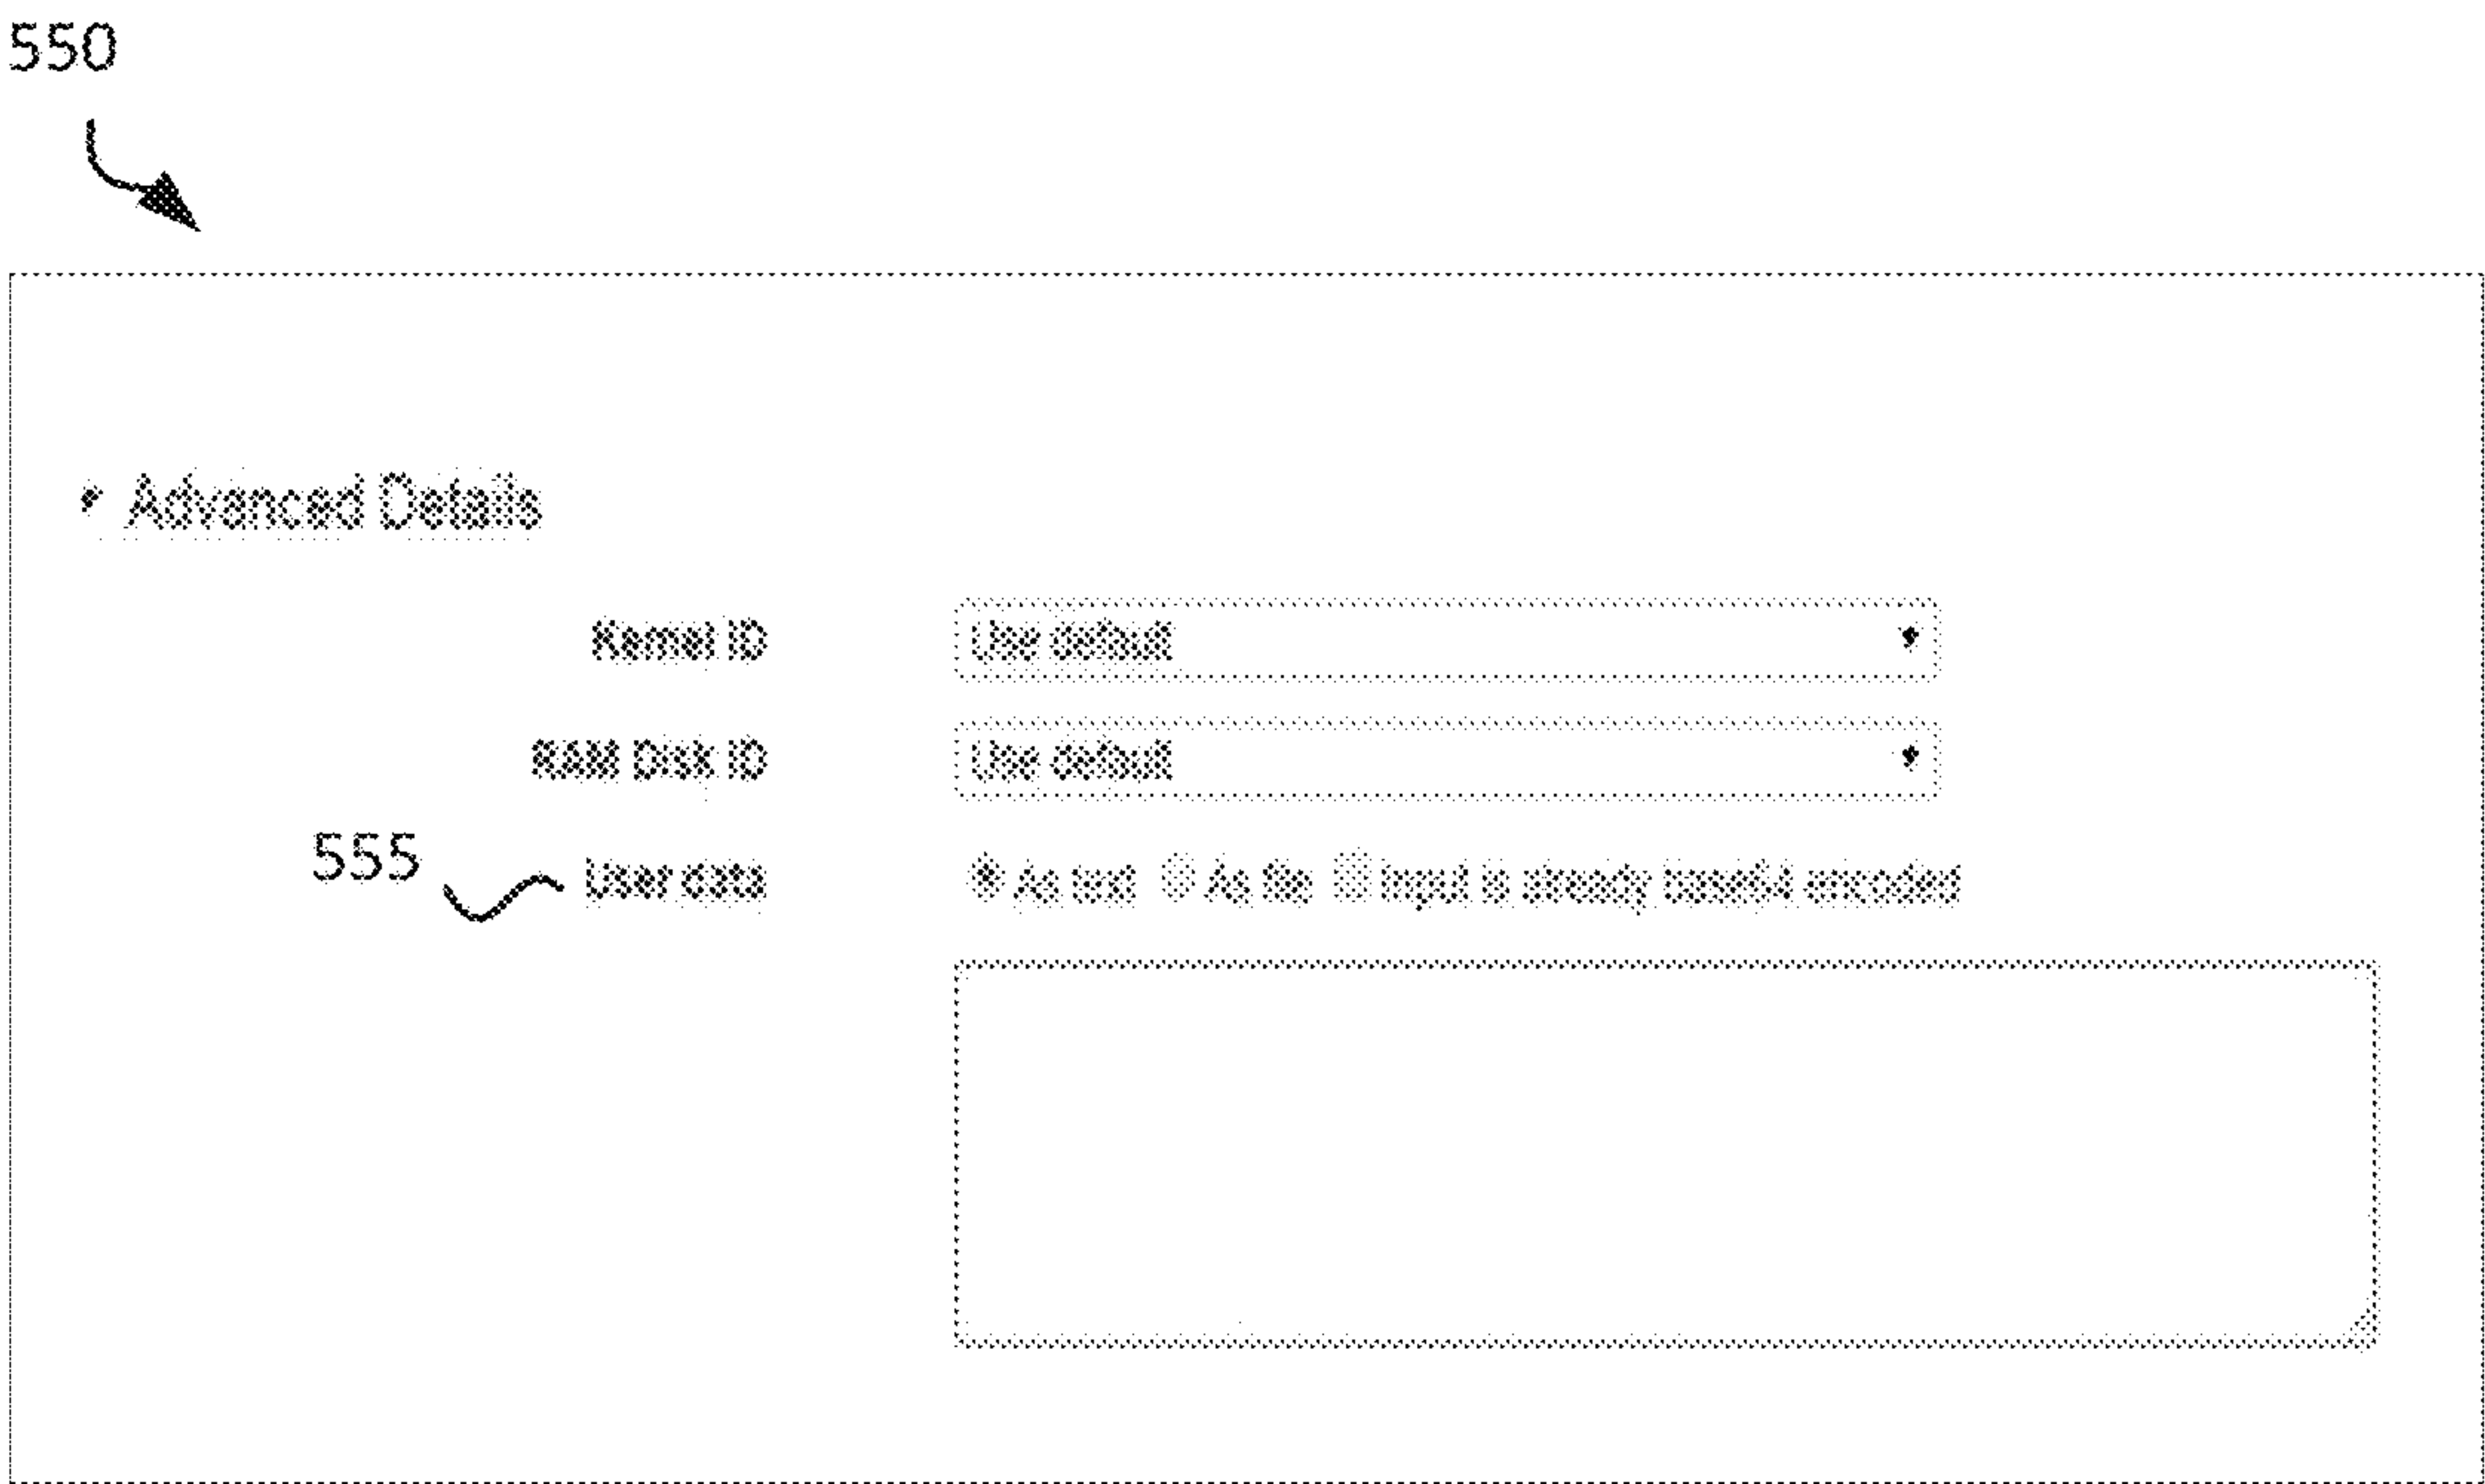 550
Advanced Details
Kernel ID Use default
RAM Disk ID Use default
555 User data As text As file Input is already base64 encoded